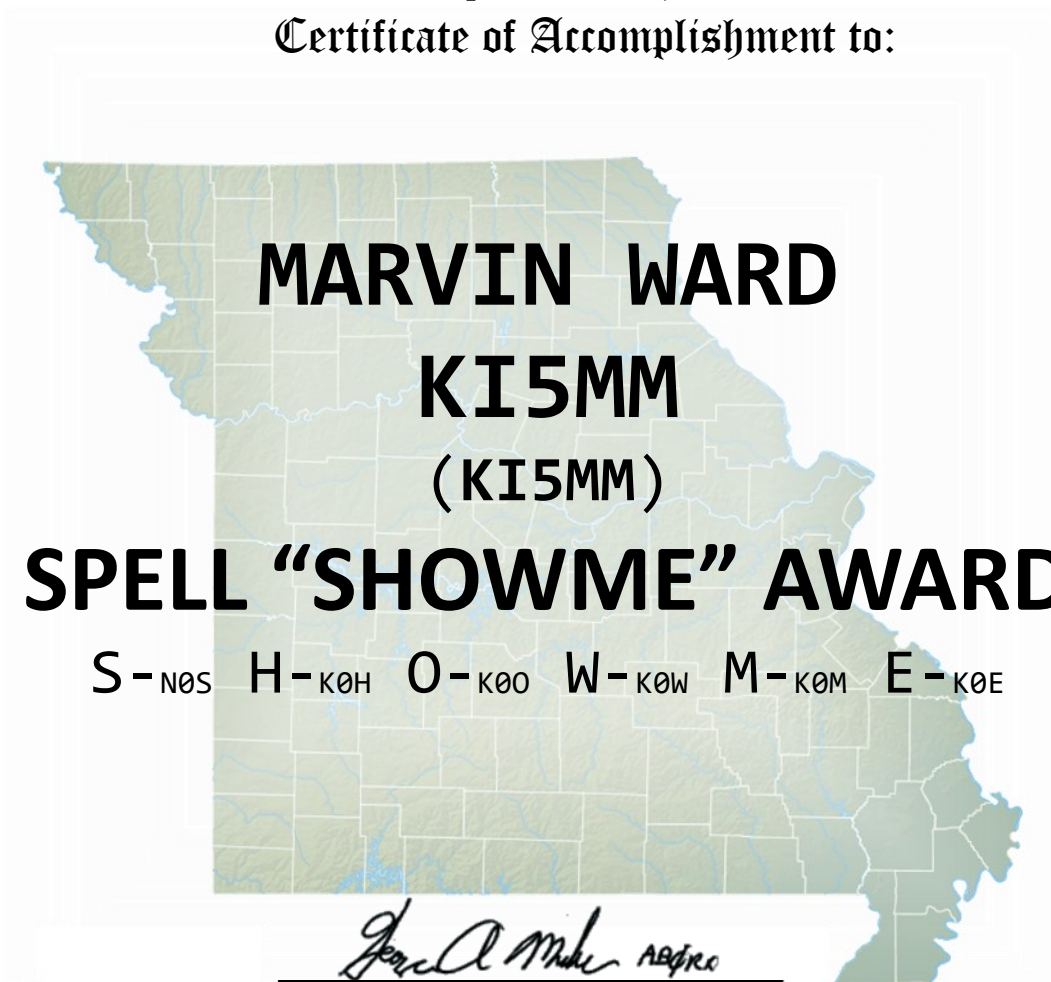 Certificate of Accomplishment to:
MARVIN WARD
KI5MM
(KI5MM)
SPELL “SHOWME” AWARD
S-N0S H-K0H O-K0O W-K0W M-K0M E-K0E